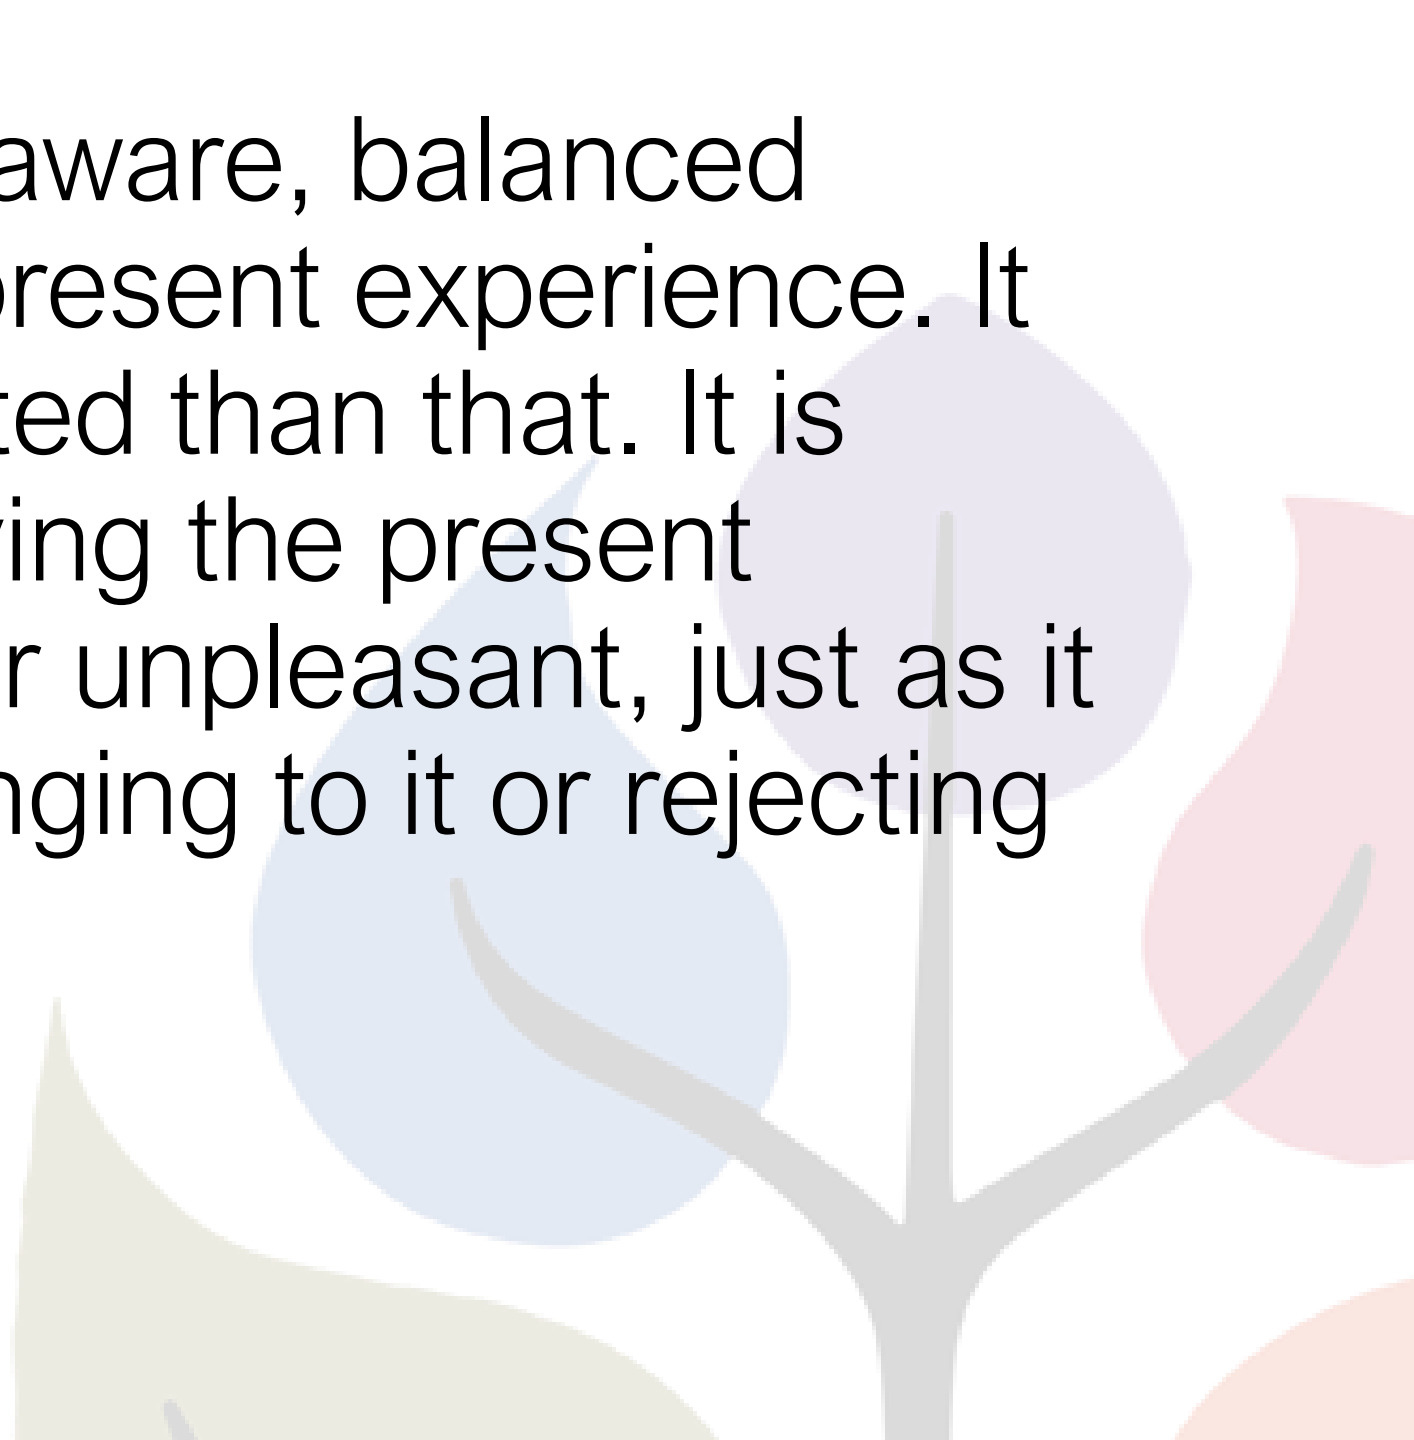 aware, balanced
present experience. It
ted than that. It is
ing the present
r unpleasant, just as it
nging to it or rejecting